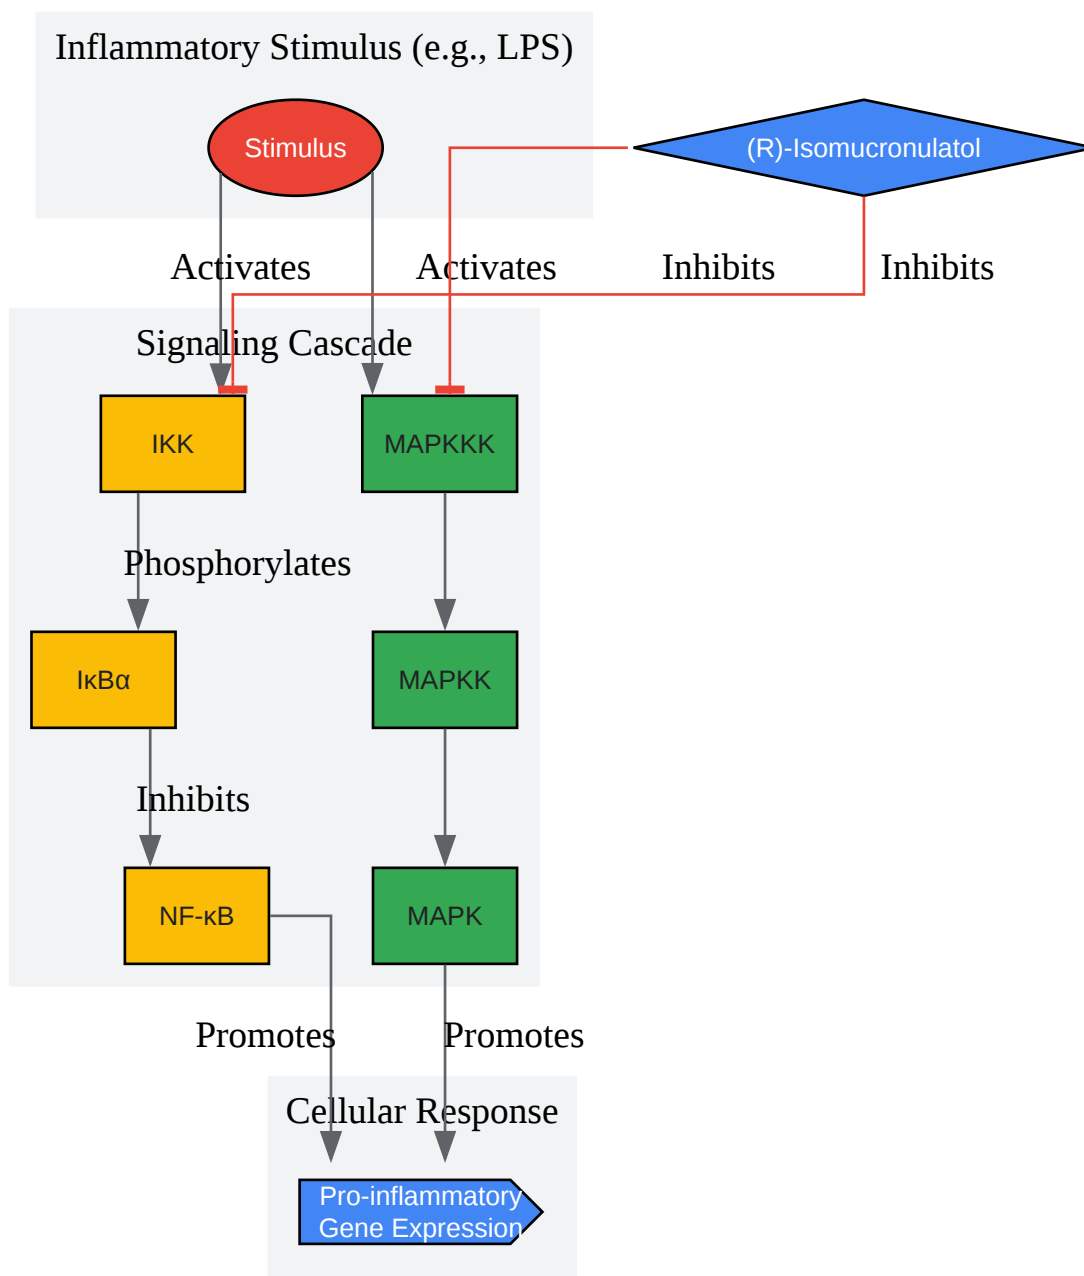 Inflammatory Stimulus (e.g., LPS)
Stimulus
(R)-Isomucronulatol
Activates
Activates
Inhibits
Inhibits
Signaling Cascade
IKK
MAPKKK
Phosphorylates
IκBα
MAPKK
Inhibits
NF-κB
MAPK
Promotes
Promotes
Cellular Response
Pro-inflammatory
Gene Expression